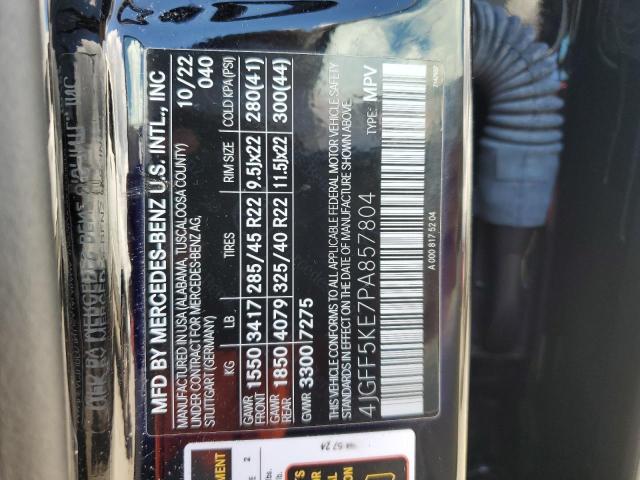 MFD BY MERCEDES-BENZ U.S. INTL., INC
MANUFACTURED IN USA (ALABAMA, TUSCALOOSA COUNTY) 10/22
UNDER CONTRACT FOR MERCEDES-BENZ AG, 040
STUTTGART (GERMANY)
KG LB TIRES RIM SIZE COLD KPA (PSI)
GAWR FRONT 1550 3417 285/45 R22 9.5Jx22 280(41)
GAWR REAR 1850 4079 325/40 R22 11.5Jx22 300(44)
GVWR 3300 7275
THIS VEHICLE CONFORMS TO ALL APPLICABLE FEDERAL MOTOR VEHICLE SAFETY
STANDARDS IN EFFECT ON THE DATE OF MANUFACTURE SHOWN ABOVE.
4JGFF5KE7PA857804 TYPE: MPV
A 000 817 52 04